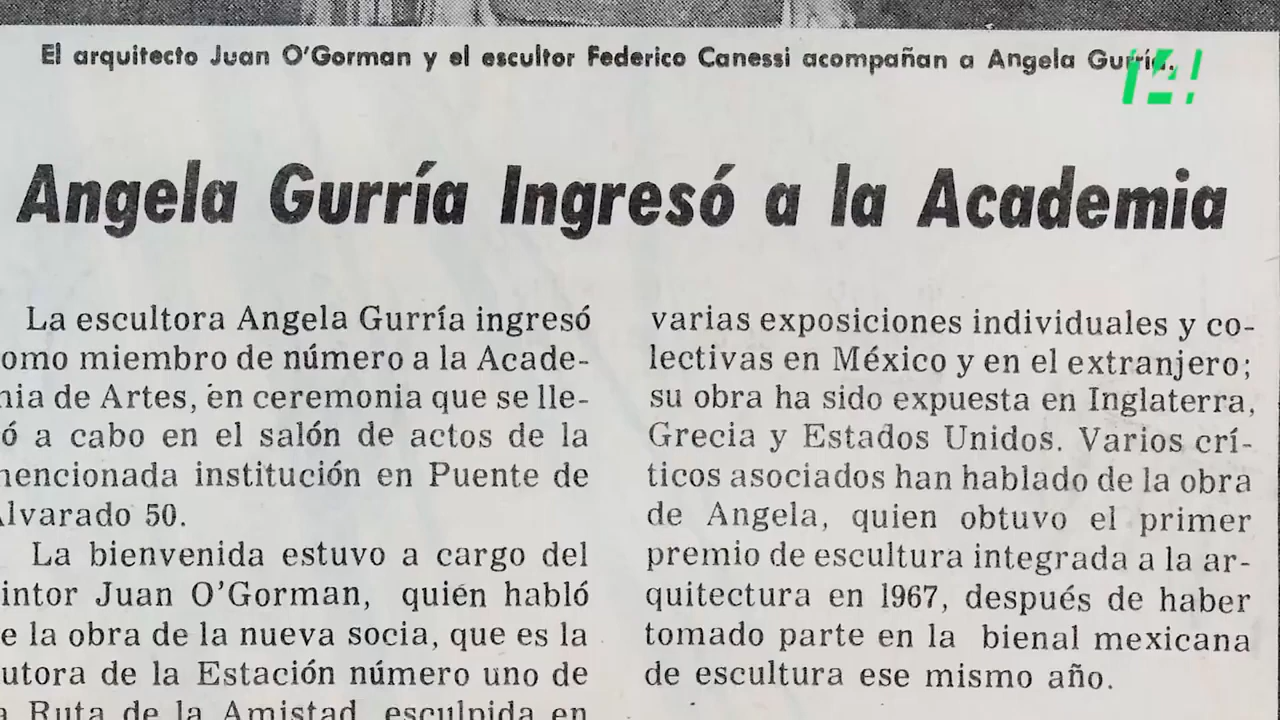 El arquitecto Juan O'Gorman y el escultor Federico Canessi acompañan a Angela Gurría.
Angela Gurría Ingresó a la Academia
La escultora Angela Gurría ingresó
omo miembro de número a la Acade-
nia de Artes, en ceremonia que se lle-
ó a cabo en el salón de actos de la
nencionada institución en Puente de
Alvarado 50.
La bienvenida estuvo a cargo del
intor Juan O'Gorman, quién habló
e la obra de la nueva socia, que es la
utora de la Estación número uno de
a Ruta de la Amistad, esculpida en
varias exposiciones individuales y co-
lectivas en México y en el extranjero;
su obra ha sido expuesta en Inglaterra,
Grecia y Estados Unidos. Varios crí-
ticos asociados han hablado de la obra
de Angela, quien obtuvo el primer
premio de escultura integrada a la ar-
quitectura en 1967, después de haber
tomado parte en la bienal mexicana
de escultura ese mismo año.